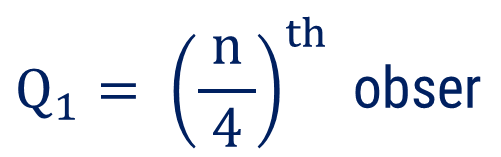 Q₁ = (n/4)ᵗʰ obser